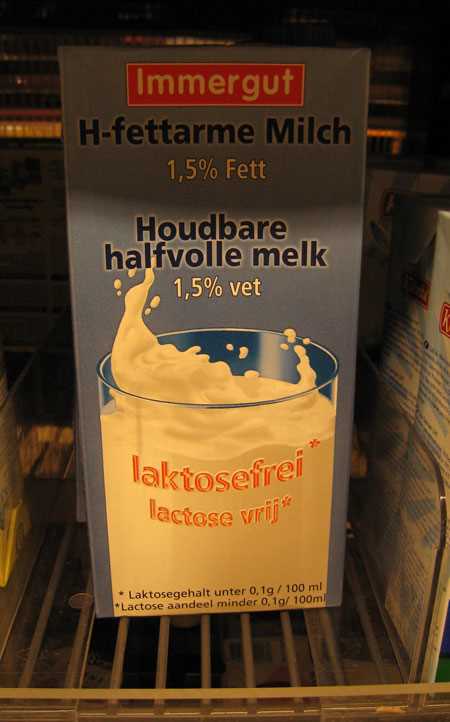 Immergut
H-fettarme Milch
1,5% Fett
Houdbare
halfvolle melk
1,5% vet
laktosefrei*
lactose vrij*
* Laktosegehalt unter 0,1g / 100 ml
*Lactose aandeel minder 0,1g/ 100ml